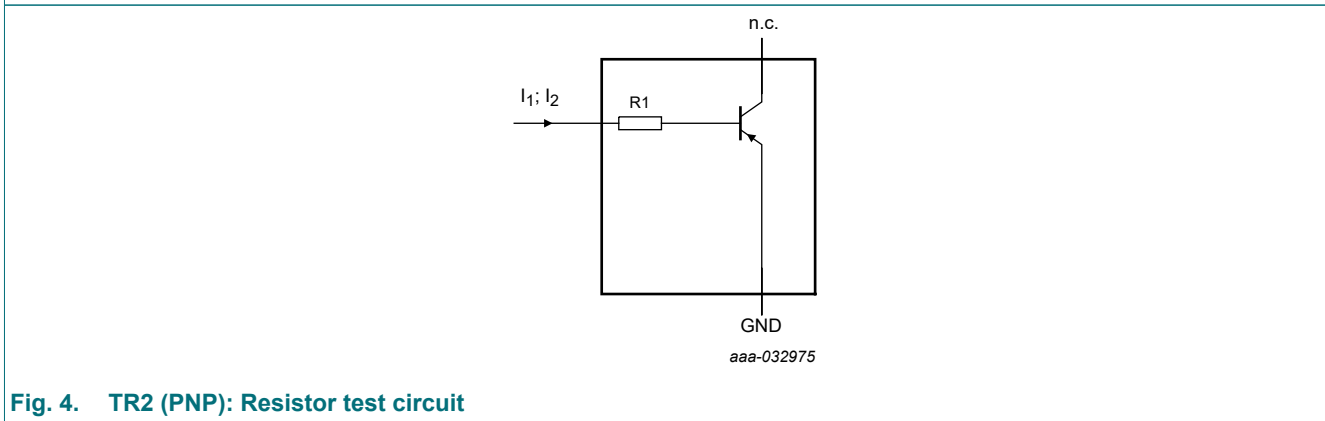 n.c.
I1; I2
R1
GND
aaa-032975
Fig. 4. TR2 (PNP): Resistor test circuit